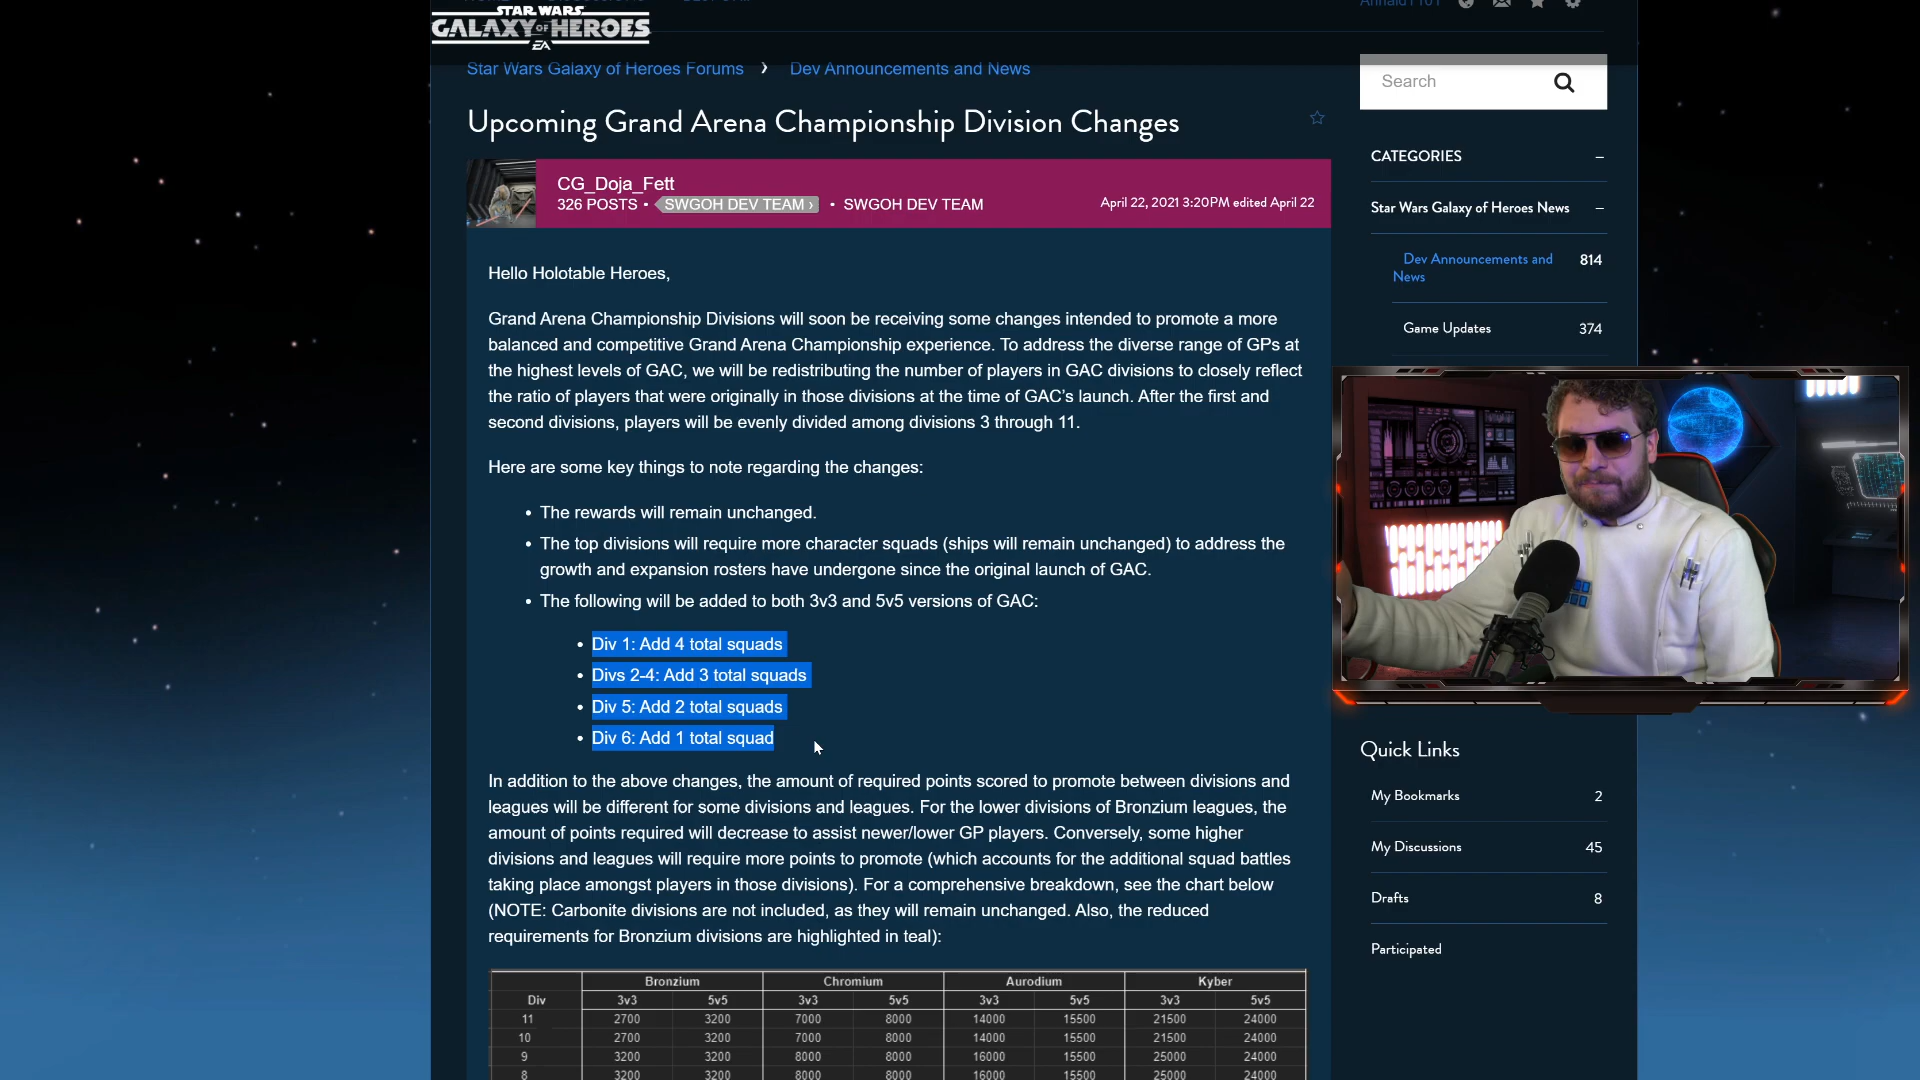 STAR WARS
GALAXY OF HEROES
EA
Star Wars Galaxy of Heroes Forums › Dev Announcements and News
Search
Upcoming Grand Arena Championship Division Changes
CG_Doja_Fett
326 POSTS • SWGOH DEV TEAM › • SWGOH DEV TEAM
April 22, 2021 3:20PM edited April 22
Hello Holotable Heroes,
Grand Arena Championship Divisions will soon be receiving some changes intended to promote a more
balanced and competitive Grand Arena Championship experience. To address the diverse range of GPs at
the highest levels of GAC, we will be redistributing the number of players in GAC divisions to closely reflect
the ratio of players that were originally in those divisions at the time of GAC's launch. After the first and
second divisions, players will be evenly divided among divisions 3 through 11.
Here are some key things to note regarding the changes:
• The rewards will remain unchanged.
• The top divisions will require more character squads (ships will remain unchanged) to address the
growth and expansion rosters have undergone since the original launch of GAC.
• The following will be added to both 3v3 and 5v5 versions of GAC:
• Div 1: Add 4 total squads
• Divs 2-4: Add 3 total squads
• Div 5: Add 2 total squads
• Div 6: Add 1 total squad
In addition to the above changes, the amount of required points scored to promote between divisions and
leagues will be different for some divisions and leagues. For the lower divisions of Bronzium leagues, the
amount of points required will decrease to assist newer/lower GP players. Conversely, some higher
divisions and leagues will require more points to promote (which accounts for the additional squad battles
taking place amongst players in those divisions). For a comprehensive breakdown, see the chart below
(NOTE: Carbonite divisions are not included, as they will remain unchanged. Also, the reduced
requirements for Bronzium divisions are highlighted in teal):
Bronzium Chromium Aurodium Kyber
Div 3v3 5v5 3v3 5v5 3v3 5v5 3v3 5v5
11 2700 3200 7000 8000 14000 15500 21500 24000
10 2700 3200 7000 8000 14000 15500 21500 24000
9 3200 3200 8000 8000 16000 15500 25000 24000
8 3200 3200 8000 8000 16000 15500 25000 24000
CATEGORIES –
Star Wars Galaxy of Heroes News –
Dev Announcements and 814
News
Game Updates 374
Quick Links
My Bookmarks 2
My Discussions 45
Drafts 8
Participated